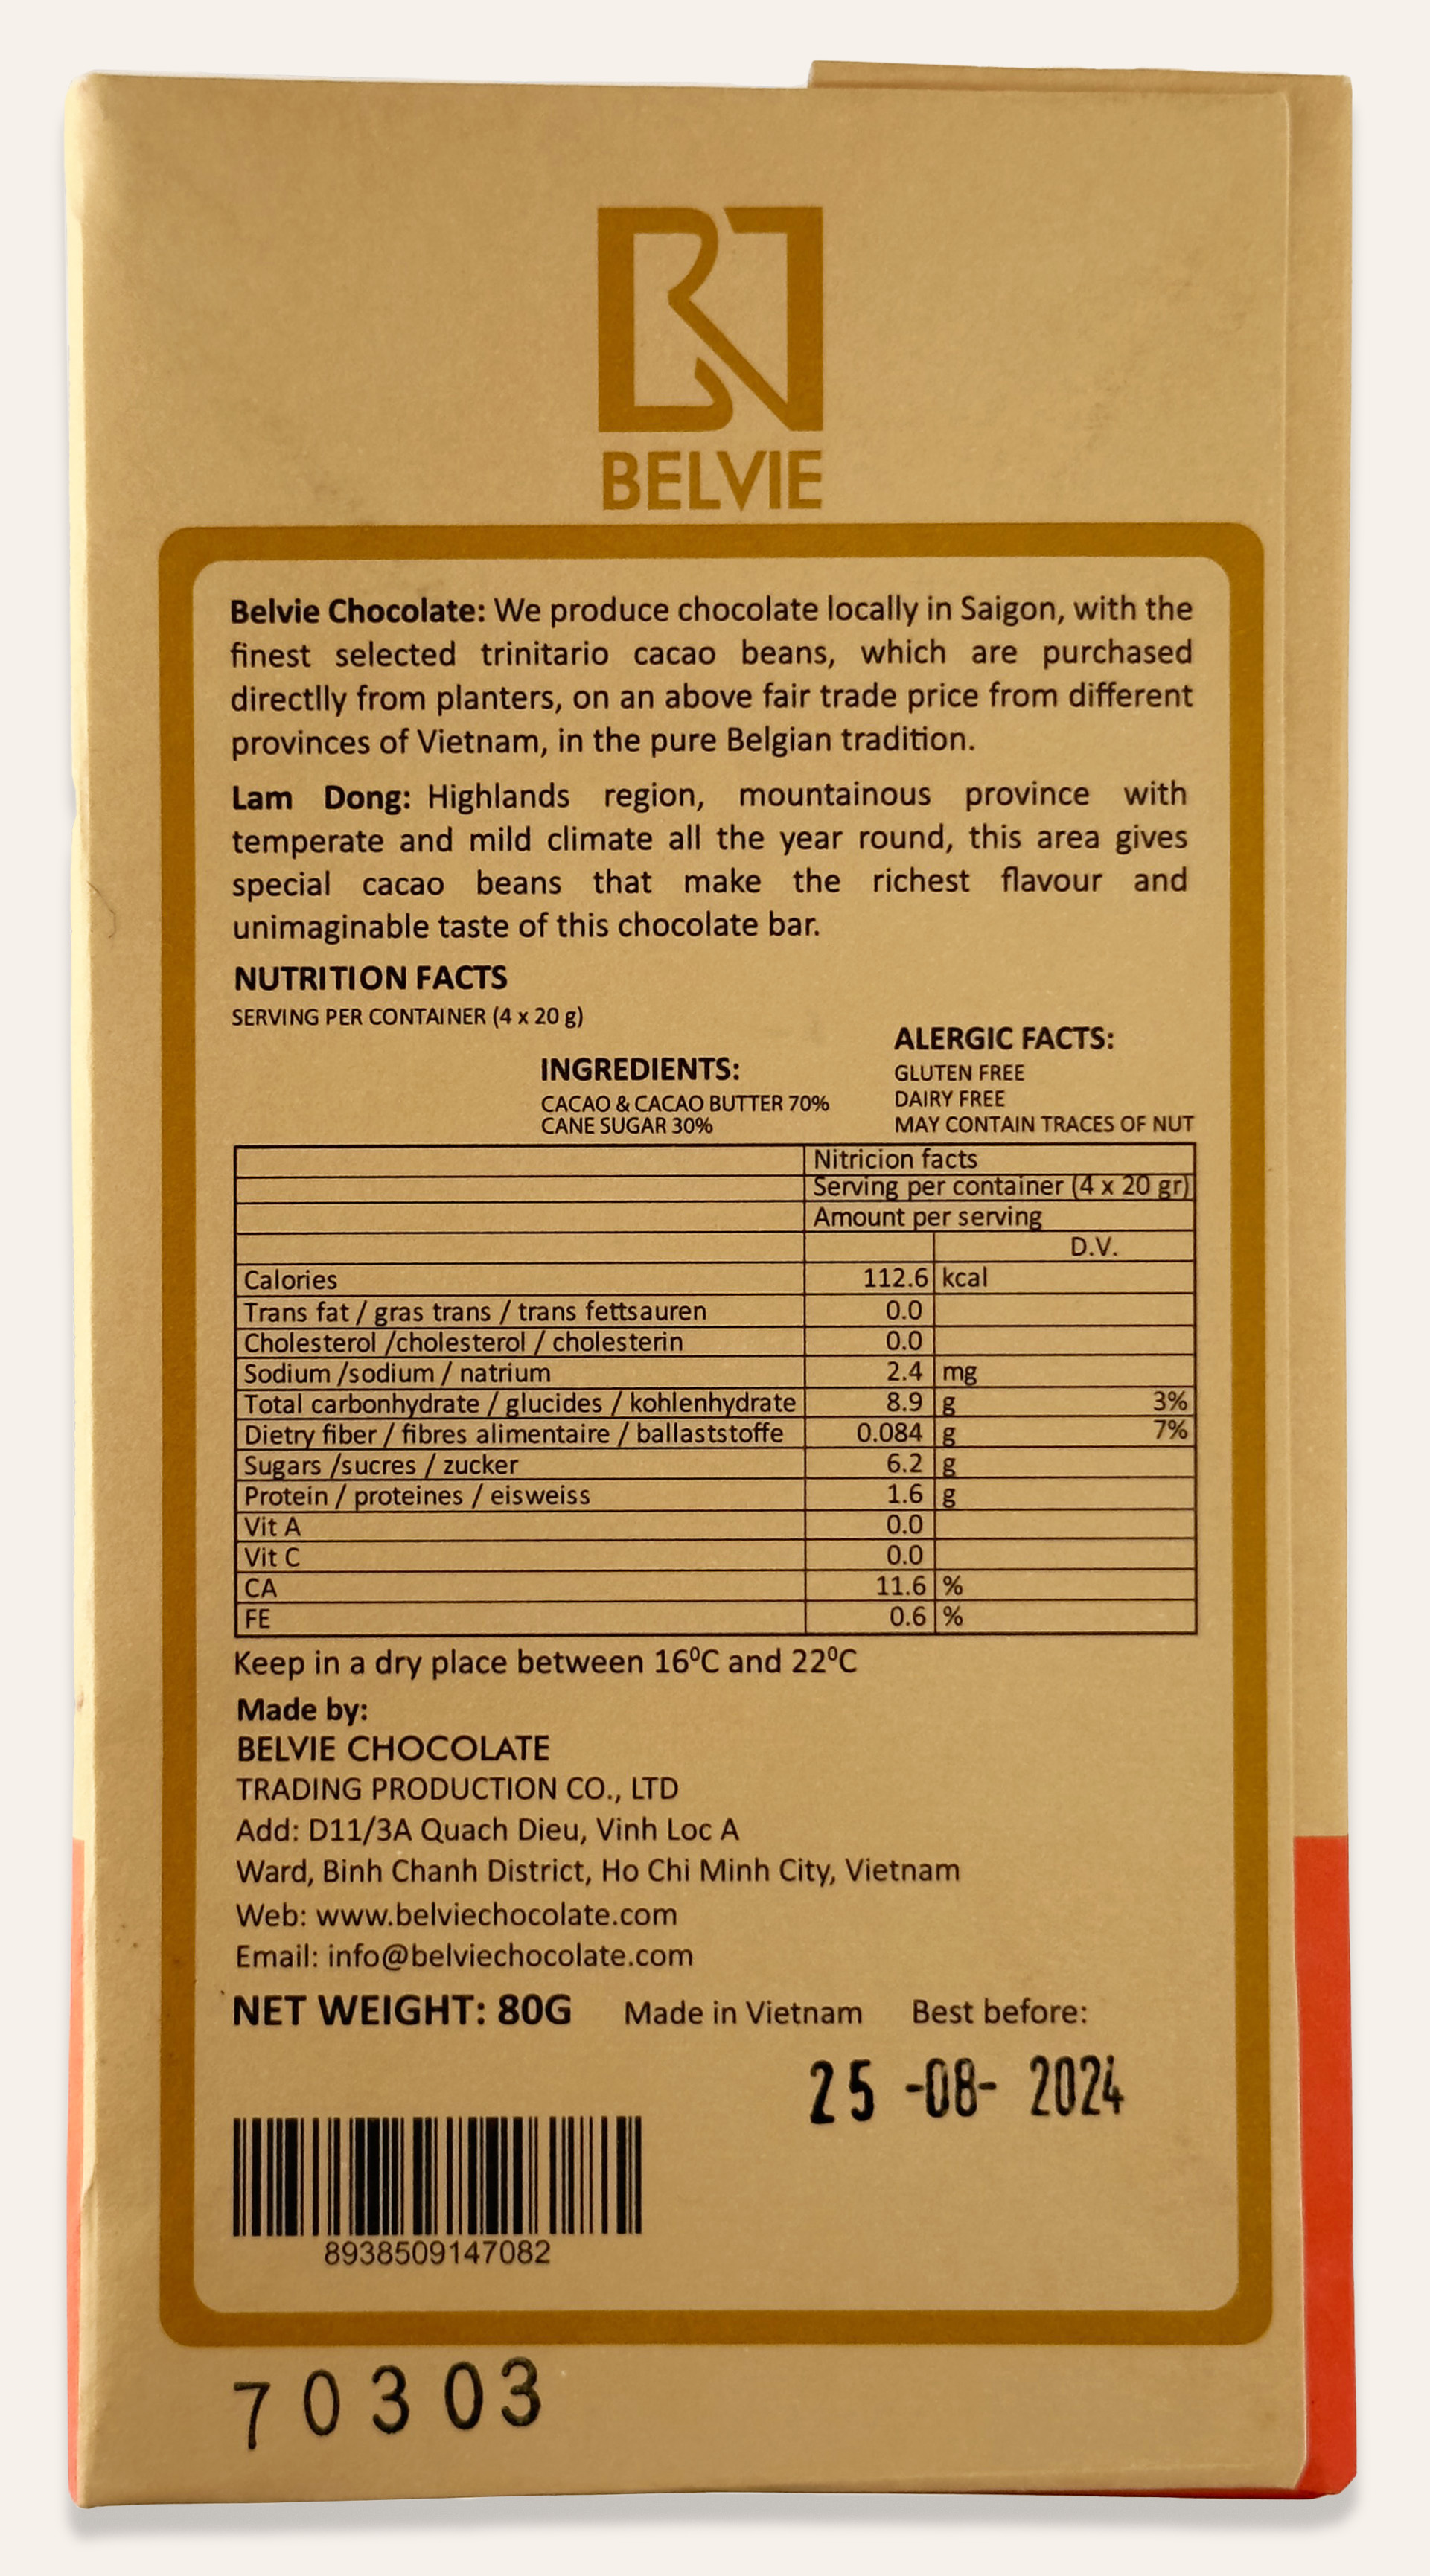 BELVIE
Belvie Chocolate: We produce chocolate locally in Saigon, with the
finest selected trinitario cacao beans, which are purchased
directlly from planters, on an above fair trade price from different
provinces of Vietnam, in the pure Belgian tradition.
Lam Dong: Highlands region, mountainous province with
temperate and mild climate all the year round, this area gives
special cacao beans that make the richest flavour and
unimaginable taste of this chocolate bar.
NUTRITION FACTS
SERVING PER CONTAINER (4 x 20 g)
INGREDIENTS:
CACAO & CACAO BUTTER 70%
CANE SUGAR 30%
ALERGIC FACTS:
GLUTEN FREE
DAIRY FREE
MAY CONTAIN TRACES OF NUT
Nitricion facts
Serving per container (4 x 20 gr)
Amount per serving
D.V.
Calories 112.6 kcal
Trans fat / gras trans / trans fettsauren 0.0
Cholesterol /cholesterol / cholesterin 0.0
Sodium /sodium / natrium 2.4 mg
Total carbonhydrate / glucides / kohlenhydrate 8.9 g 3%
Dietry fiber / fibres alimentaire / ballaststoffe 0.084 g 7%
Sugars /sucres / zucker 6.2 g
Protein / proteines / eisweiss 1.6 g
Vit A 0.0
Vit C 0.0
CA 11.6 %
FE 0.6 %
Keep in a dry place between 16⁰C and 22⁰C
Made by:
BELVIE CHOCOLATE
TRADING PRODUCTION CO., LTD
Add: D11/3A Quach Dieu, Vinh Loc A
Ward, Binh Chanh District, Ho Chi Minh City, Vietnam
Web: www.belviechocolate.com
Email: info@belviechocolate.com
NET WEIGHT: 80G Made in Vietnam Best before:
25 -08- 2024
8938509147082
70303